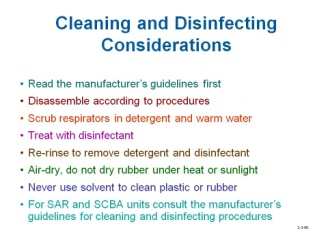 Cleaning and Disinfecting
Considerations
• Read the manufacturer's guidelines first
• Disassemble according to procedures
• Scrub respirators in detergent and warm water
• Treat with disinfectant
• Re-rinse to remove detergent and disinfectant
• Air-dry, do not dry rubber under heat or sunlight
• Never use solvent to clean plastic or rubber
• For SAR and SCBA units consult the manufacturer's
guidelines for cleaning and disinfecting procedures